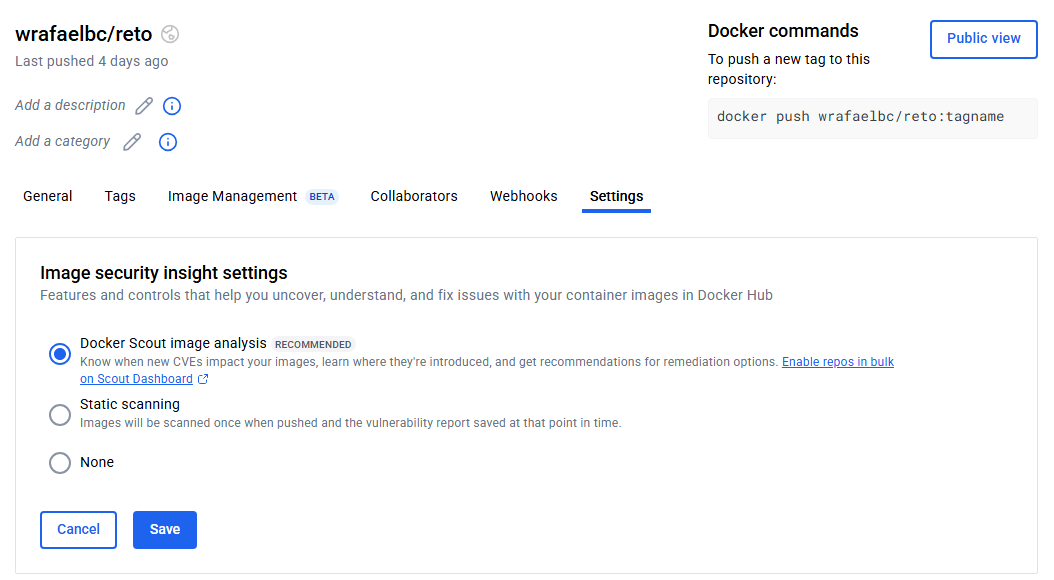 wrafaelbc/reto
Last pushed 4 days ago
Add a description
Add a category
Docker commands
Public view
To push a new tag to this
repository:
docker push wrafaelbc/reto:tagname
General Tags Image Management BETA Collaborators Webhooks Settings
Image security insight settings
Features and controls that help you uncover, understand, and fix issues with your container images in Docker Hub
Docker Scout image analysis RECOMMENDED
Know when new CVEs impact your images, learn where they're introduced, and get recommendations for remediation options. Enable repos in bulk
on Scout Dashboard
Static scanning
Images will be scanned once when pushed and the vulnerability report saved at that point in time.
None
Cancel Save